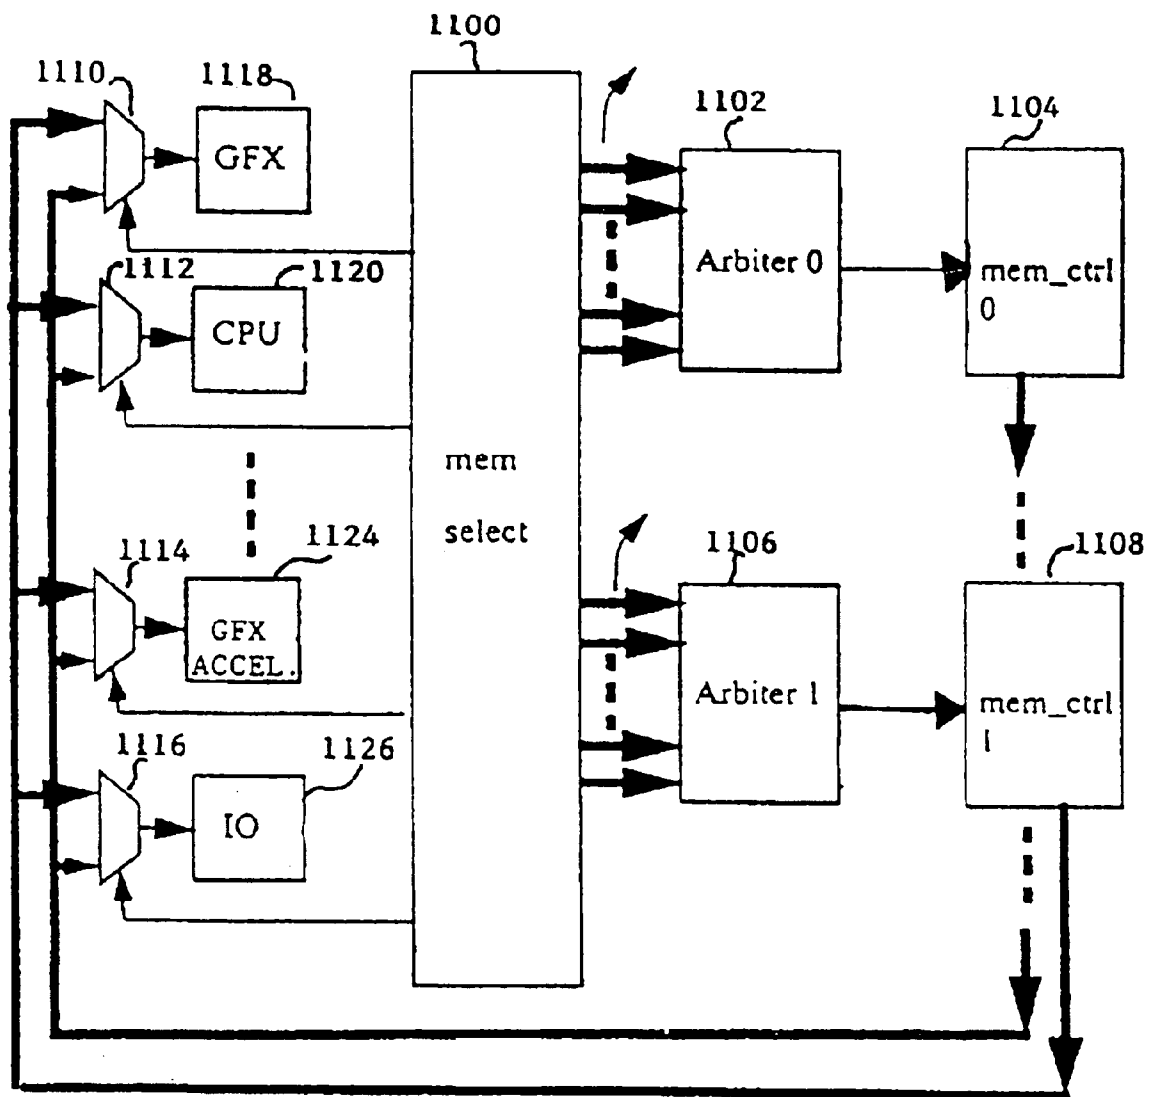 1100
1110
1118
GFX
1102
Arbiter 0
1104
mem_ctrl
0
1112
1120
CPU
mem
select
1114
1124
GFX
ACCEL.
1106
Arbiter 1
1108
mem_ctrl
1
1116
1126
IO